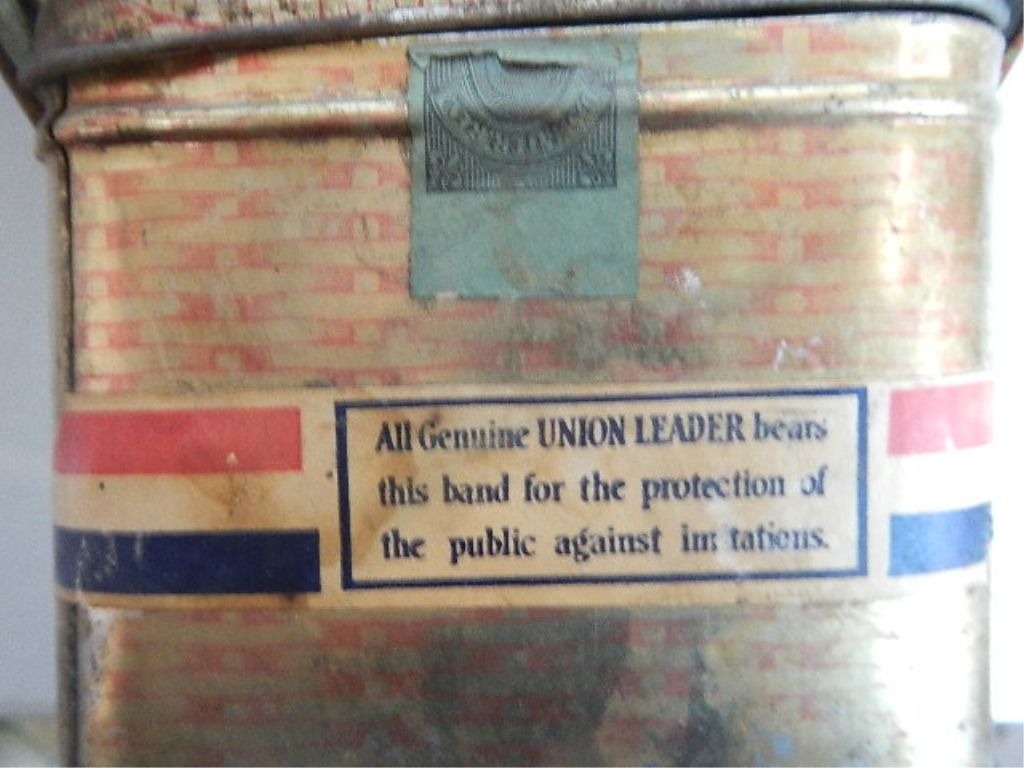 All Genuine UNION LEADER bears
this band for the protection of
the public against imitations.